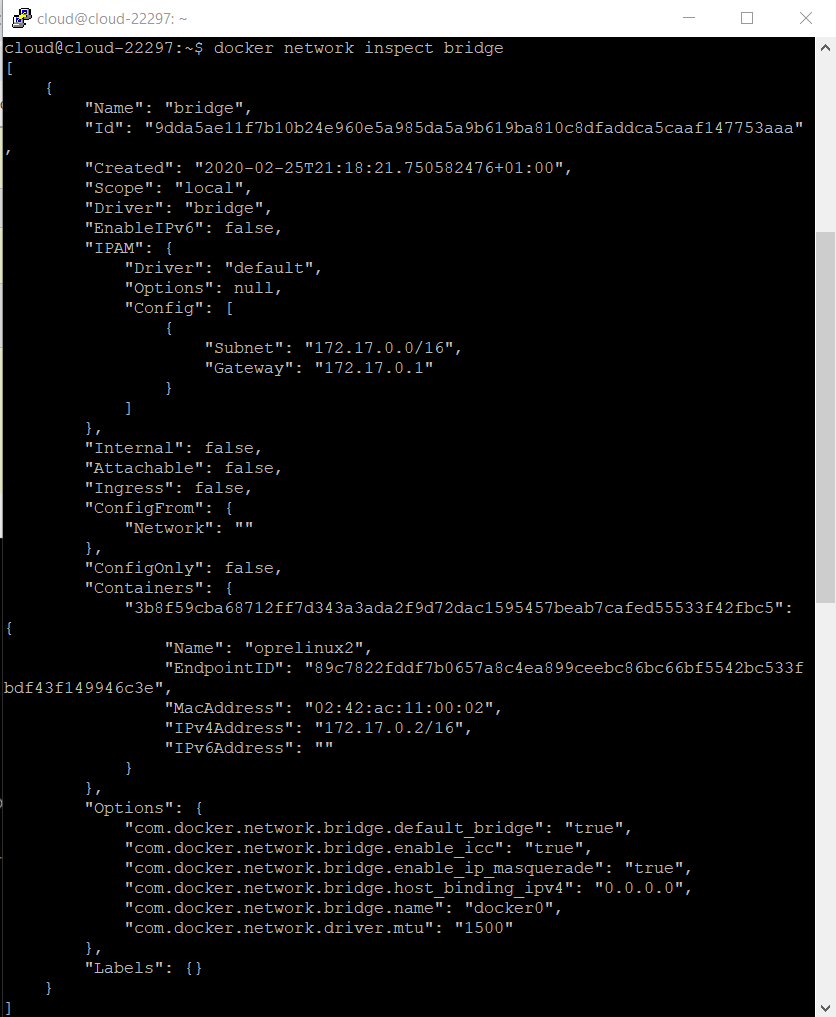 cloud@cloud-22297: ~
cloud@cloud-22297:~$ docker network inspect bridge
[
    {
        "Name": "bridge",
        "Id": "9dda5ae11f7b10b24e960e5a985da5a9b619ba810c8dfaddca5caaf147753aaa"
,
        "Created": "2020-02-25T21:18:21.750582476+01:00",
        "Scope": "local",
        "Driver": "bridge",
        "EnableIPv6": false,
        "IPAM": {
            "Driver": "default",
            "Options": null,
            "Config": [
                {
                    "Subnet": "172.17.0.0/16",
                    "Gateway": "172.17.0.1"
                }
            ]
        },
        "Internal": false,
        "Attachable": false,
        "Ingress": false,
        "ConfigFrom": {
            "Network": ""
        },
        "ConfigOnly": false,
        "Containers": {
            "3b8f59cba68712ff7d343a3ada2f9d72dac1595457beab7cafed55533f42fbc5":
{
                "Name": "oprelinux2",
                "EndpointID": "89c7822fddf7b0657a8c4ea899ceebc86bc66bf5542bc533f
bdf43f149946c3e",
                "MacAddress": "02:42:ac:11:00:02",
                "IPv4Address": "172.17.0.2/16",
                "IPv6Address": ""
            }
        },
        "Options": {
            "com.docker.network.bridge.default_bridge": "true",
            "com.docker.network.bridge.enable_icc": "true",
            "com.docker.network.bridge.enable_ip_masquerade": "true",
            "com.docker.network.bridge.host_binding_ipv4": "0.0.0.0",
            "com.docker.network.bridge.name": "docker0",
            "com.docker.network.driver.mtu": "1500"
        },
        "Labels": {}
    }
]